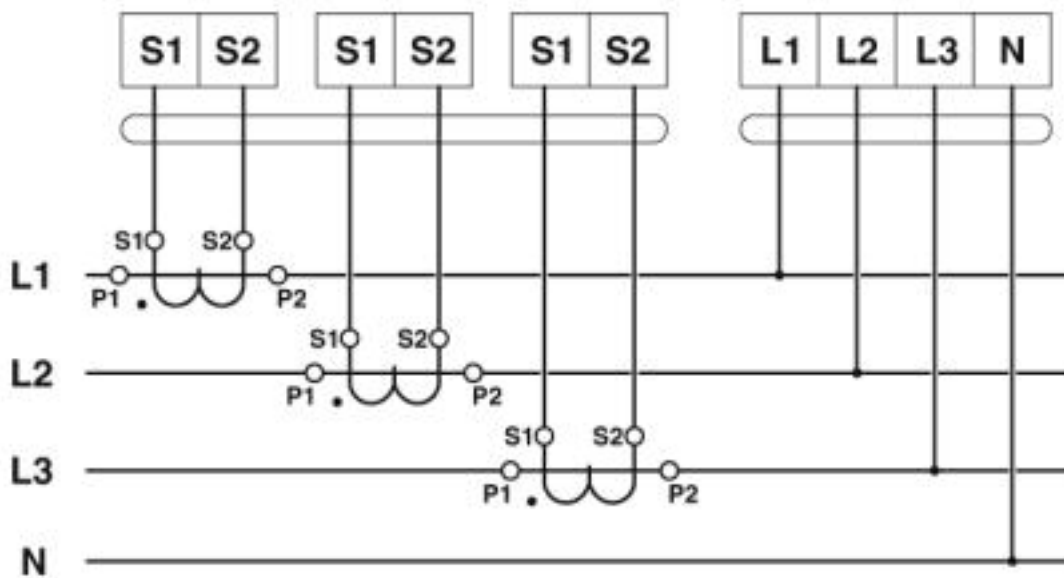 S1 S2 S1 S2 S1 S2 L1 L2 L3 N
S1 S2
L1
P1 P2
S1 S2
L2
P1 P2
S1 S2
L3
P1 P2
N